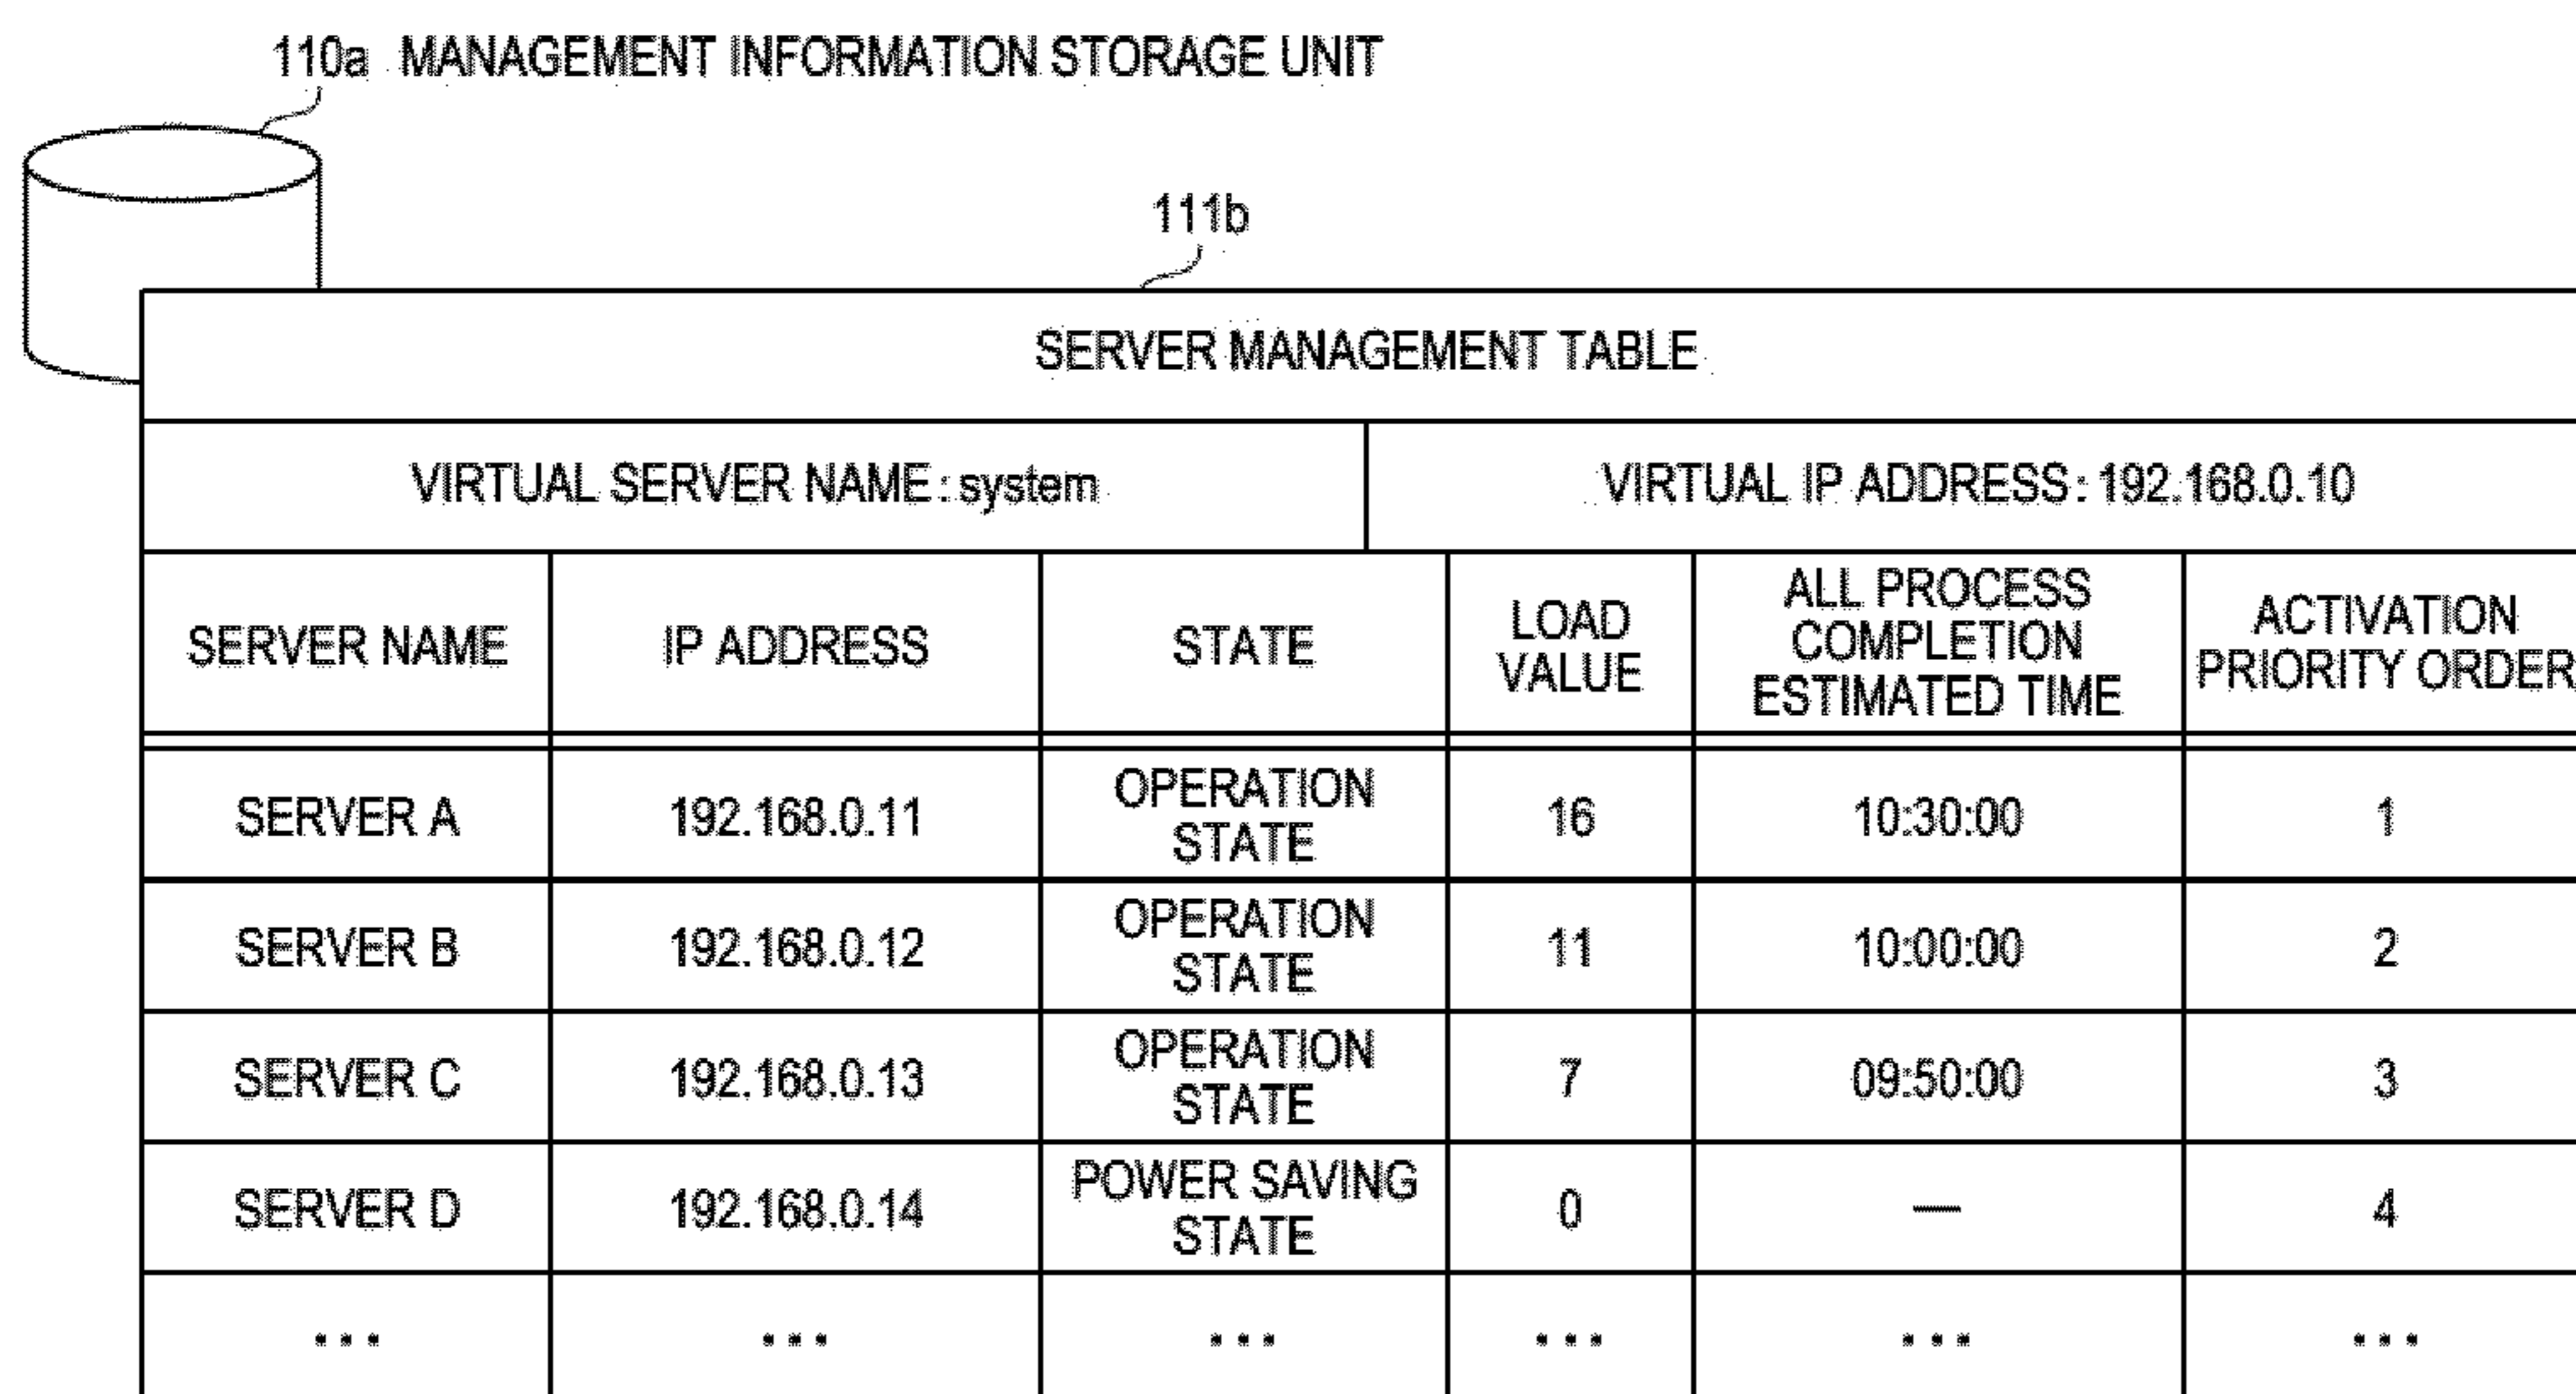 110a MANAGEMENT INFORMATION STORAGE UNIT
111b
SERVER MANAGEMENT TABLE
VIRTUAL SERVER NAME : system
VIRTUAL IP ADDRESS : 192.168.0.10
SERVER NAME
IP ADDRESS
STATE
LOAD
VALUE
ALL PROCESS
COMPLETION
ESTIMATED TIME
ACTIVATION
PRIORITY ORDER
SERVER A
192.168.0.11
OPERATION
STATE
16
10:30:00
1
SERVER B
192.168.0.12
OPERATION
STATE
11
10:00:00
2
SERVER C
192.168.0.13
OPERATION
STATE
7
09:50:00
3
SERVER D
192.168.0.14
POWER SAVING
STATE
0
—
4
... ... ... ... ... ...